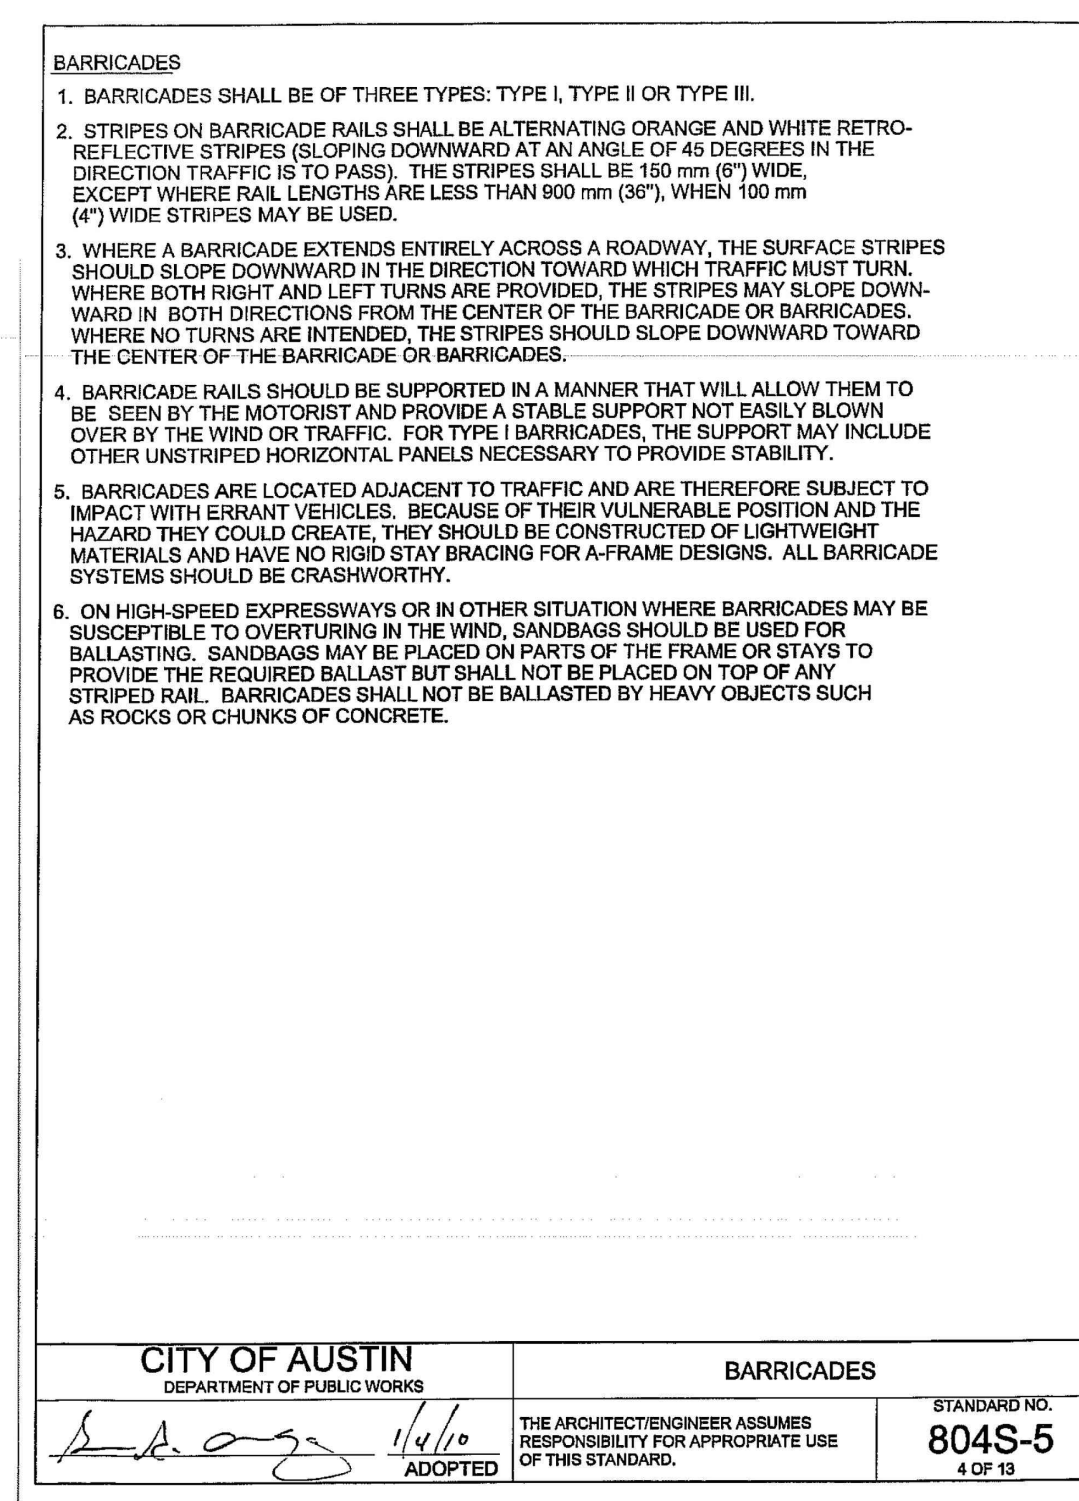 BARRICADES
1. BARRICADES SHALL BE OF THREE TYPES: TYPE I, TYPE II OR TYPE III.
2. STRIPES ON BARRICADE RAILS SHALL BE ALTERNATING ORANGE AND WHITE RETRO-
REFLECTIVE STRIPES (SLOPING DOWNWARD AT AN ANGLE OF 45 DEGREES IN THE
DIRECTION TRAFFIC IS TO PASS). THE STRIPES SHALL BE 150 mm (6") WIDE,
EXCEPT WHERE RAIL LENGTHS ARE LESS THAN 900 mm (36"), WHEN 100 mm
(4") WIDE STRIPES MAY BE USED.
3. WHERE A BARRICADE EXTENDS ENTIRELY ACROSS A ROADWAY, THE SURFACE STRIPES
SHOULD SLOPE DOWNWARD IN THE DIRECTION TOWARD WHICH TRAFFIC MUST TURN.
WHERE BOTH RIGHT AND LEFT TURNS ARE PROVIDED, THE STRIPES MAY SLOPE DOWN-
WARD IN BOTH DIRECTIONS FROM THE CENTER OF THE BARRICADE OR BARRICADES.
WHERE NO TURNS ARE INTENDED, THE STRIPES SHOULD SLOPE DOWNWARD TOWARD
THE CENTER OF THE BARRICADE OR BARRICADES.
4. BARRICADE RAILS SHOULD BE SUPPORTED IN A MANNER THAT WILL ALLOW THEM TO
BE SEEN BY THE MOTORIST AND PROVIDE A STABLE SUPPORT NOT EASILY BLOWN
OVER BY THE WIND OR TRAFFIC. FOR TYPE I BARRICADES, THE SUPPORT MAY INCLUDE
OTHER UNSTRIPED HORIZONTAL PANELS NECESSARY TO PROVIDE STABILITY.
5. BARRICADES ARE LOCATED ADJACENT TO TRAFFIC AND ARE THEREFORE SUBJECT TO
IMPACT WITH ERRANT VEHICLES. BECAUSE OF THEIR VULNERABLE POSITION AND THE
HAZARD THEY COULD CREATE, THEY SHOULD BE CONSTRUCTED OF LIGHTWEIGHT
MATERIALS AND HAVE NO RIGID STAY BRACING FOR A-FRAME DESIGNS. ALL BARRICADE
SYSTEMS SHOULD BE CRASHWORTHY.
6. ON HIGH-SPEED EXPRESSWAYS OR IN OTHER SITUATION WHERE BARRICADES MAY BE
SUSCEPTIBLE TO OVERTURING IN THE WIND, SANDBAGS SHOULD BE USED FOR
BALLASTING. SANDBAGS MAY BE PLACED ON PARTS OF THE FRAME OR STAYS TO
PROVIDE THE REQUIRED BALLAST BUT SHALL NOT BE PLACED ON TOP OF ANY
STRIPED RAIL. BARRICADES SHALL NOT BE BALLASTED BY HEAVY OBJECTS SUCH
AS ROCKS OR CHUNKS OF CONCRETE.
CITY OF AUSTIN
DEPARTMENT OF PUBLIC WORKS
BARRICADES
1/4/10
ADOPTED
THE ARCHITECT/ENGINEER ASSUMES
RESPONSIBILITY FOR APPROPRIATE USE
OF THIS STANDARD.
STANDARD NO.
804S-5
4 OF 13